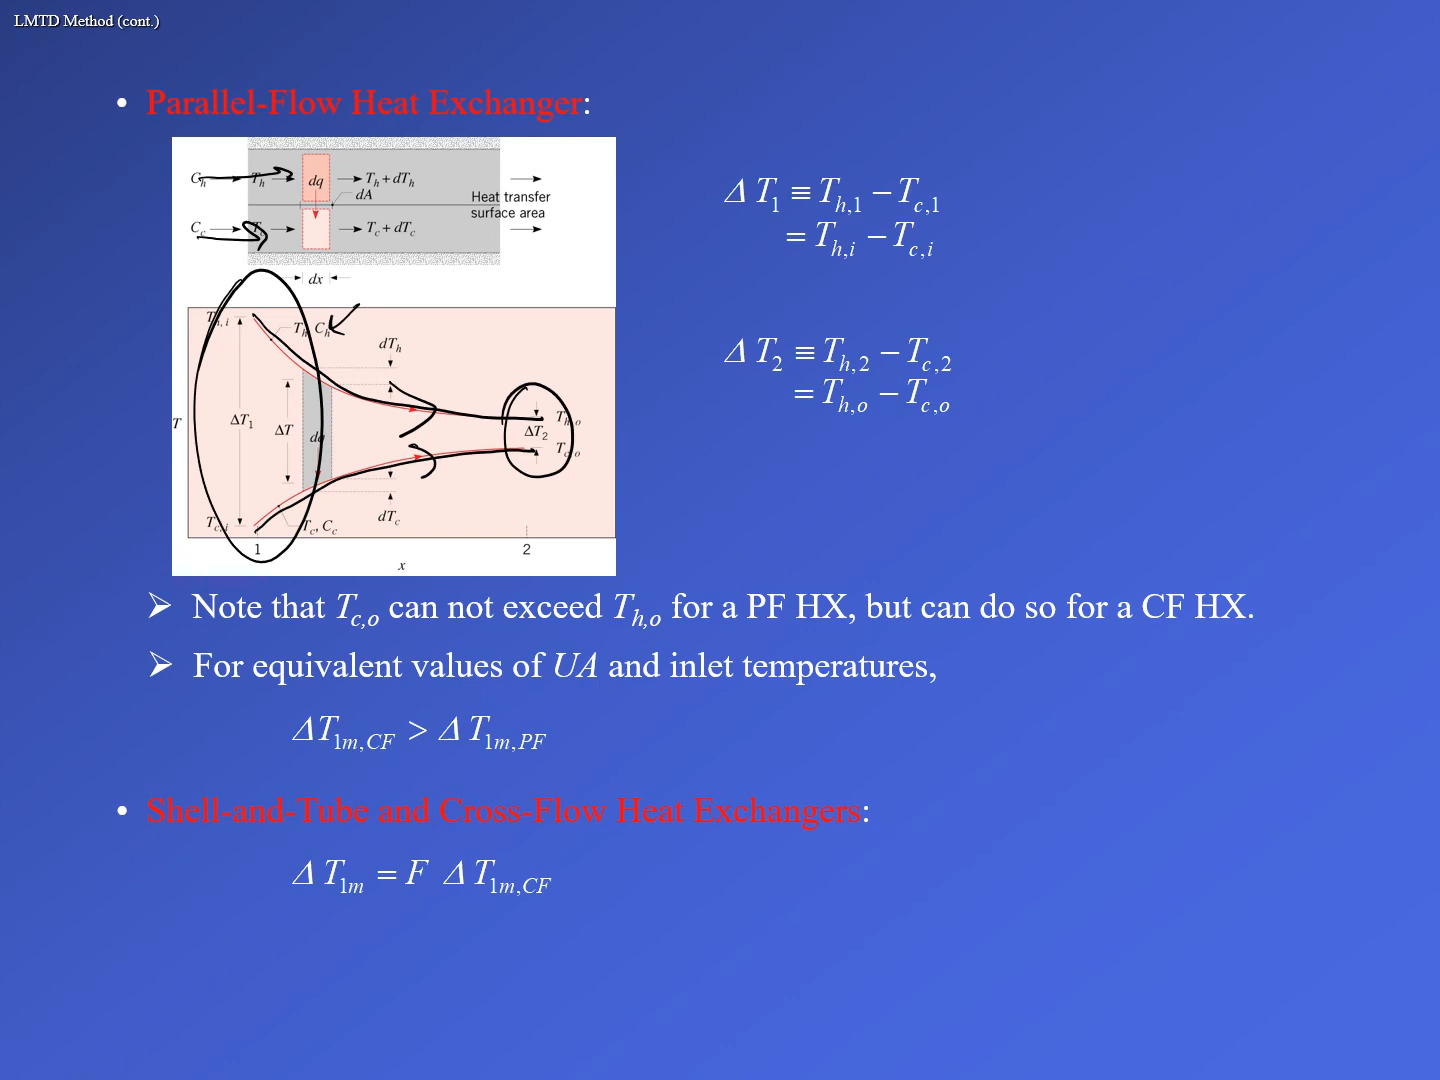 LMTD Method (cont.)
• Parallel-Flow Heat Exchanger:
C_h T_h dq T_h + dT_h
dA
Heat transfer
surface area
C_c T_c T_c + dT_c
dx
T_h,i
T_h, C_h
dT_h
T
ΔT_1 ΔT dq ΔT_2
T_h,o
T_c,o
T_c,i
T_c, C_c
dT_c
1 2
x
Δ T_1 ≡ T_h,1 − T_c,1
= T_h,i − T_c,i
Δ T_2 ≡ T_h,2 − T_c,2
= T_h,o − T_c,o
➢ Note that T_c,o can not exceed T_h,o for a PF HX, but can do so for a CF HX.
➢ For equivalent values of UA and inlet temperatures,
ΔT_1m,CF > Δ T_1m,PF
• Shell-and-Tube and Cross-Flow Heat Exchangers:
Δ T_1m = F Δ T_1m,CF